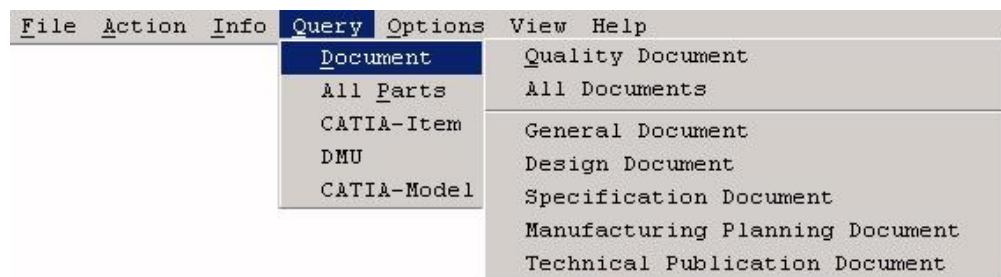 File Action Info Query Options View Help
Document
All Parts
CATIA-Item
DMU
CATIA-Model
Quality Document
All Documents
General Document
Design Document
Specification Document
Manufacturing Planning Document
Technical Publication Document